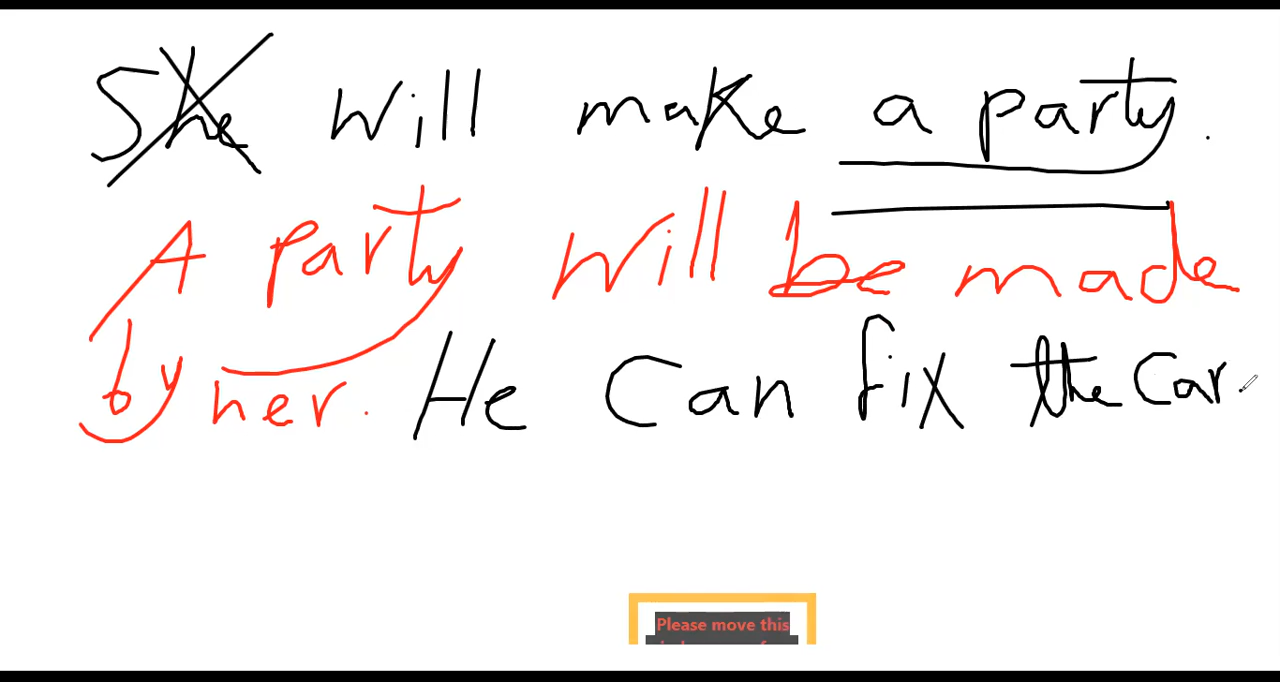 She will make a party.
A party will be made
by her. He Can fix the Car.
Please move this